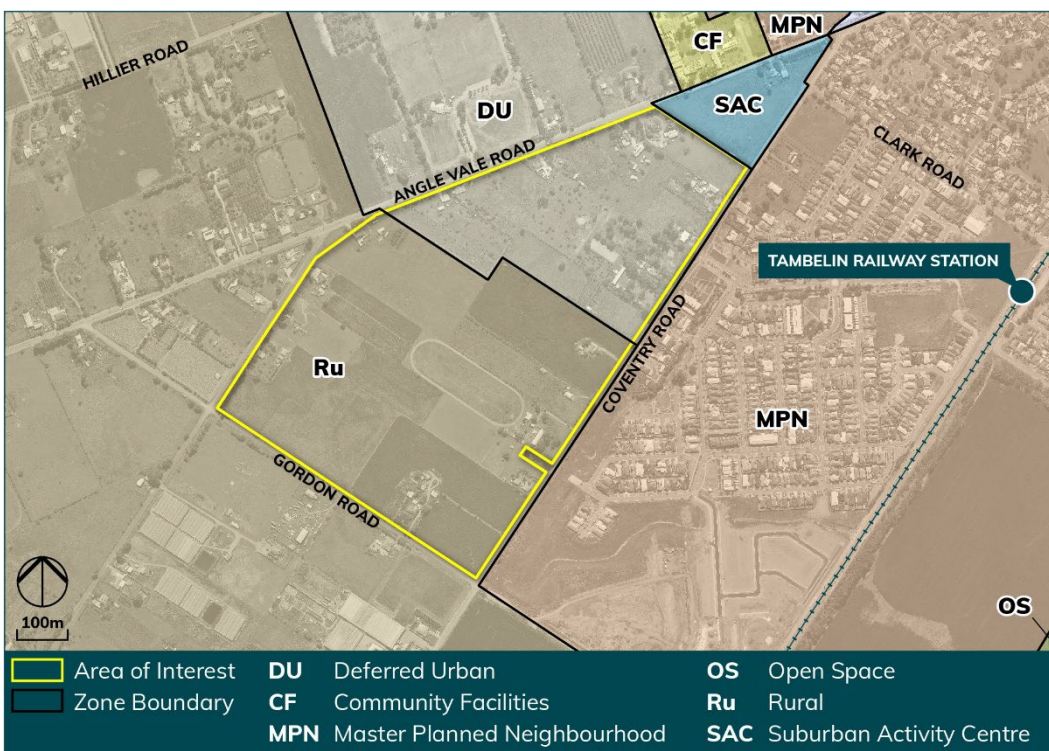 MPN
CF
HILLIER ROAD
SAC
DU
CLARK ROAD
ANGLE VALE ROAD
TAMBELIN RAILWAY STATION
COVENTRY ROAD
Ru
MPN
GORDON ROAD
OS
100m
Area of Interest
Zone Boundary
DU Deferred Urban
CF Community Facilities
MPN Master Planned Neighbourhood
OS Open Space
Ru Rural
SAC Suburban Activity Centre